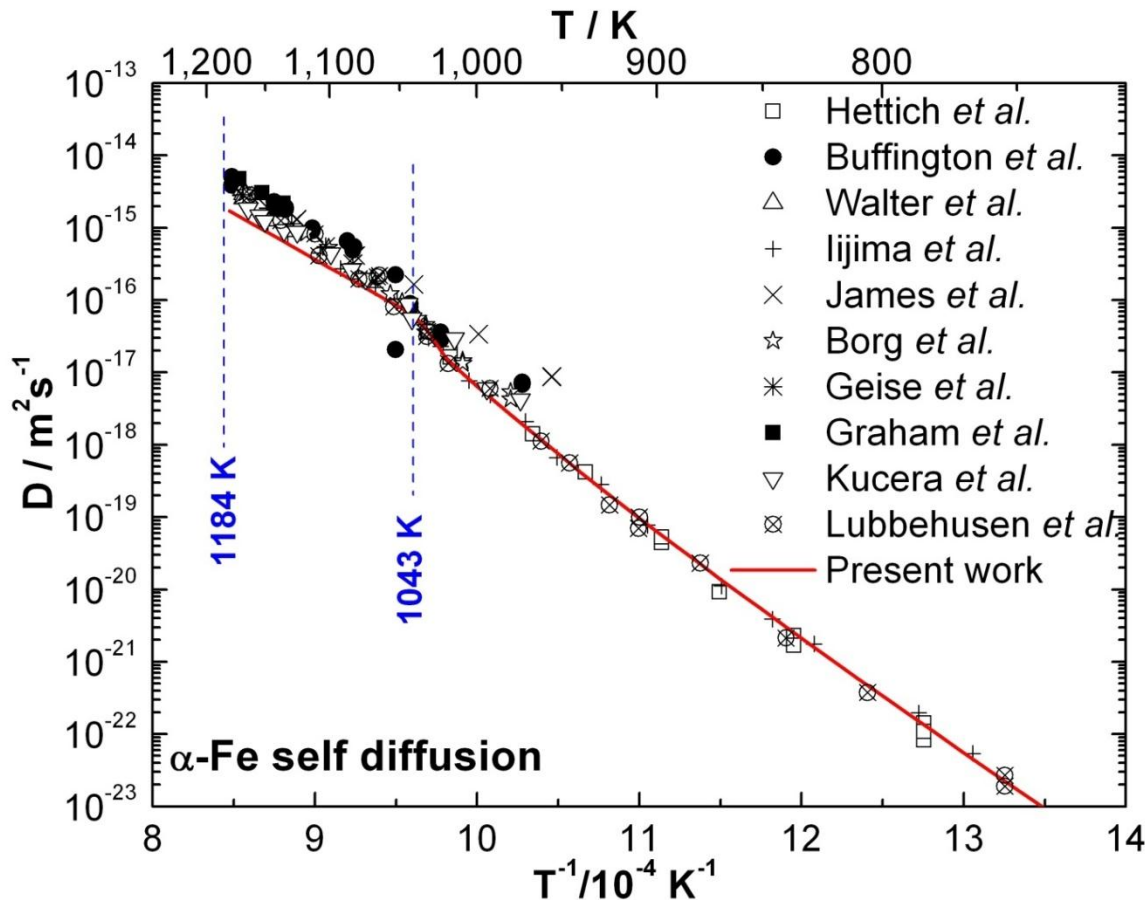 T / K
1,200 1,100 1,000 900 800
10⁻¹³
10⁻¹⁴
10⁻¹⁵
10⁻¹⁶
10⁻¹⁷
10⁻¹⁸
10⁻¹⁹
10⁻²⁰
10⁻²¹
10⁻²²
10⁻²³
D / m²s⁻¹
Hettich et al.
Buffington et al.
Walter et al.
Iijima et al.
James et al.
Borg et al.
Geise et al.
Graham et al.
Kucera et al.
Lubbehusen et al
Present work
1184 K
1043 K
α-Fe self diffusion
8 9 10 11 12 13 14
T⁻¹/10⁻⁴ K⁻¹